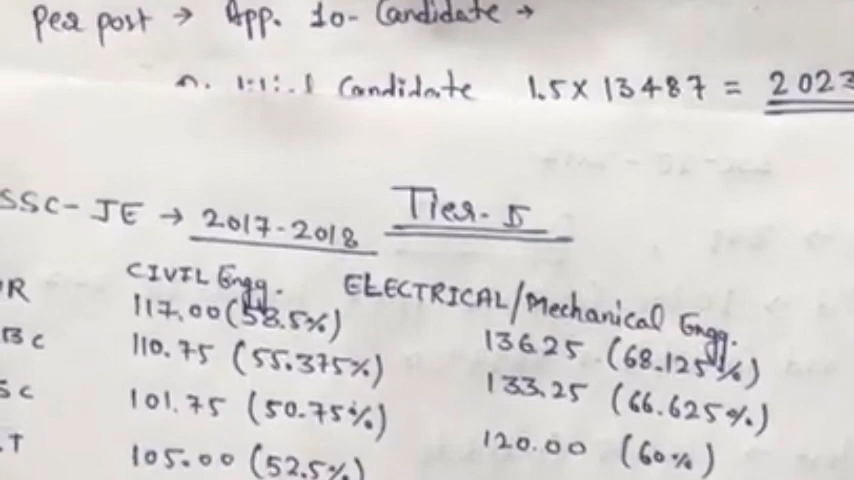 per post → App. 10- Candidate →
Candidate 1.5 × 13487 = 2023
SSC- JE → 2017-2018 Tier- I
CIVIL Engg. ELECTRICAL/Mechanical Engg.
R 117.00 (58.5%) 136.25 (68.125%)
BC 110.75 (55.375%) 133.25 (66.625%)
SC 101.75 (50.75%) 120.00 (60%)
T 105.00 (52.5%)